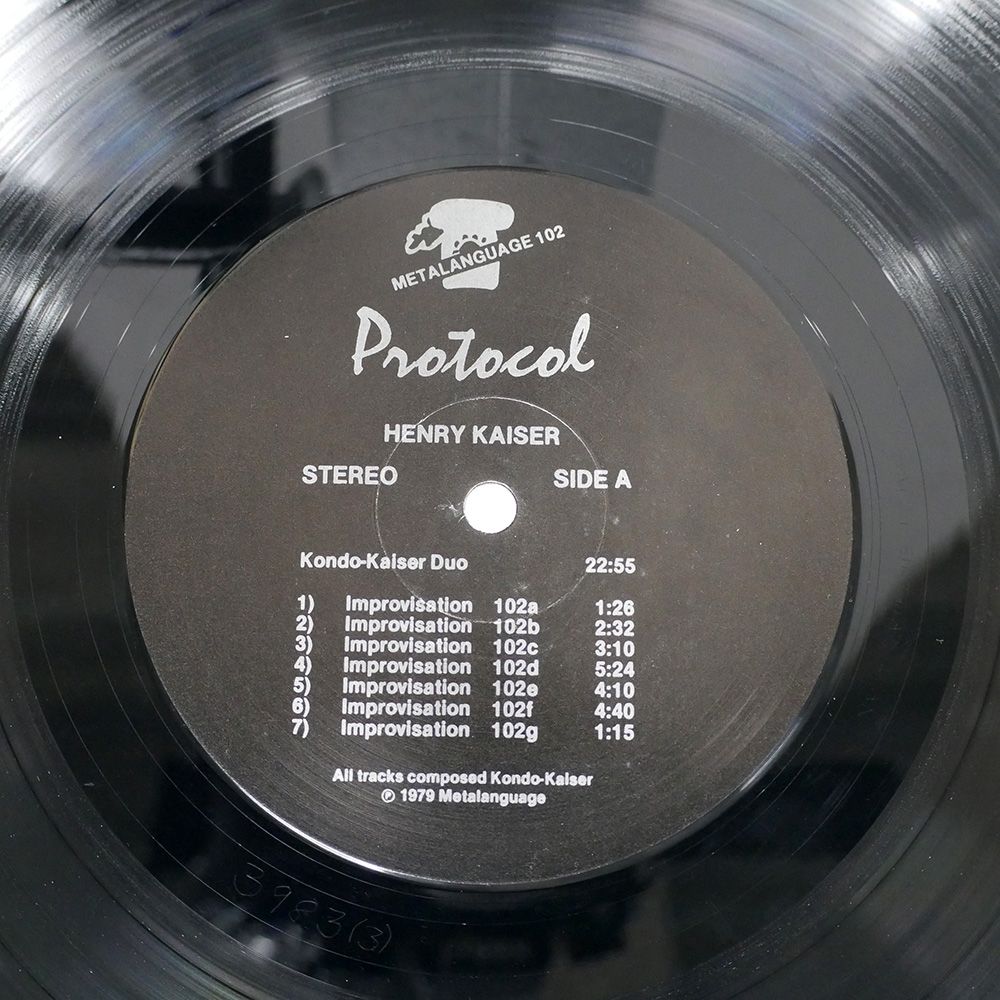 METALANGUAGE 102
Protocol
HENRY KAISER
STEREO SIDE A
Kondo-Kaiser Duo 22:55
1) Improvisation 102a 1:26
2) Improvisation 102b 2:32
3) Improvisation 102c 3:10
4) Improvisation 102d 5:24
5) Improvisation 102e 4:10
6) Improvisation 102f 4:40
7) Improvisation 102g 1:15
All tracks composed Kondo-Kaiser
℗ 1979 Metalanguage
3983(3)